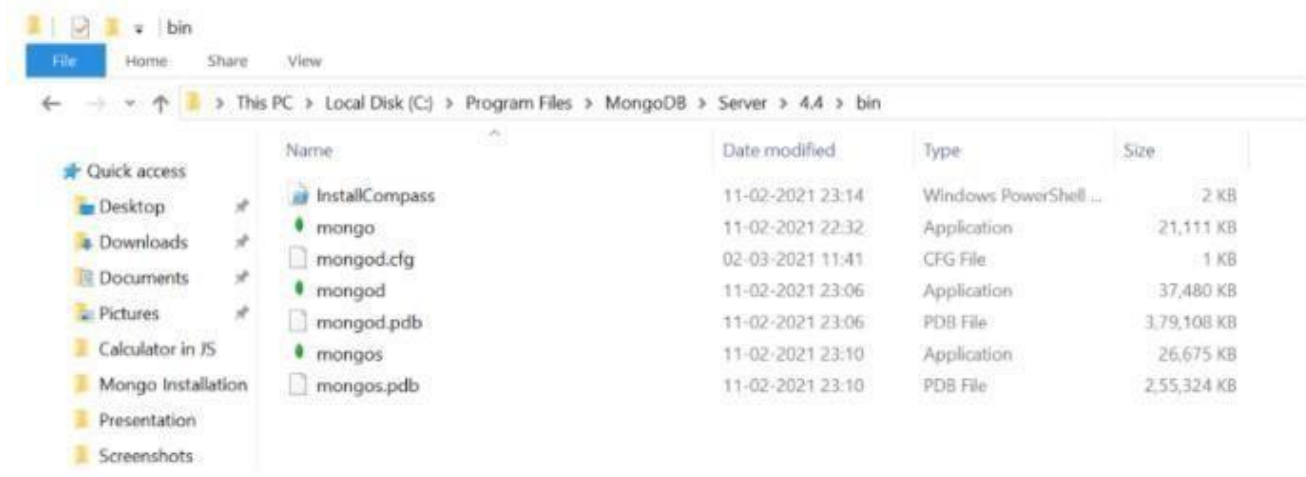 bin
File Home Share View
This PC > Local Disk (C:) > Program Files > MongoDB > Server > 4.4 > bin
Name Date modified Type Size
Quick access
Desktop
Downloads
Documents
Pictures
Calculator in JS
Mongo Installation
Presentation
Screenshots
InstallCompass 11-02-2021 23:14 Windows PowerShell ... 2 KB
mongo 11-02-2021 22:32 Application 21,111 KB
mongod.cfg 02-03-2021 11:41 CFG File 1 KB
mongod 11-02-2021 23:06 Application 37,480 KB
mongod.pdb 11-02-2021 23:06 PDB File 3,79,108 KB
mongos 11-02-2021 23:10 Application 26,675 KB
mongos.pdb 11-02-2021 23:10 PDB File 2,55,324 KB